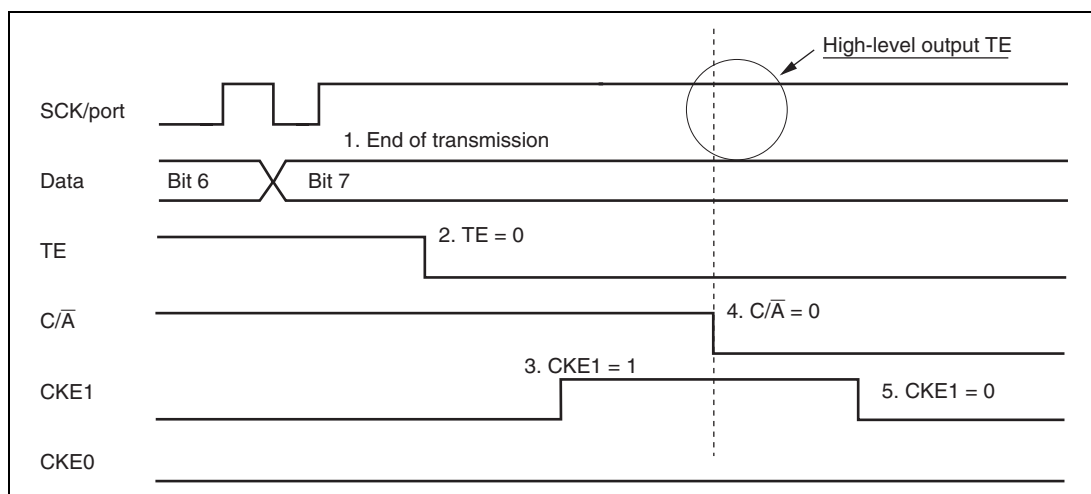 High-level output TE
SCK/port
1. End of transmission
Data
Bit 6
Bit 7
TE
2. TE = 0
C/A̅
4. C/A̅ = 0
3. CKE1 = 1
CKE1
5. CKE1 = 0
CKE0